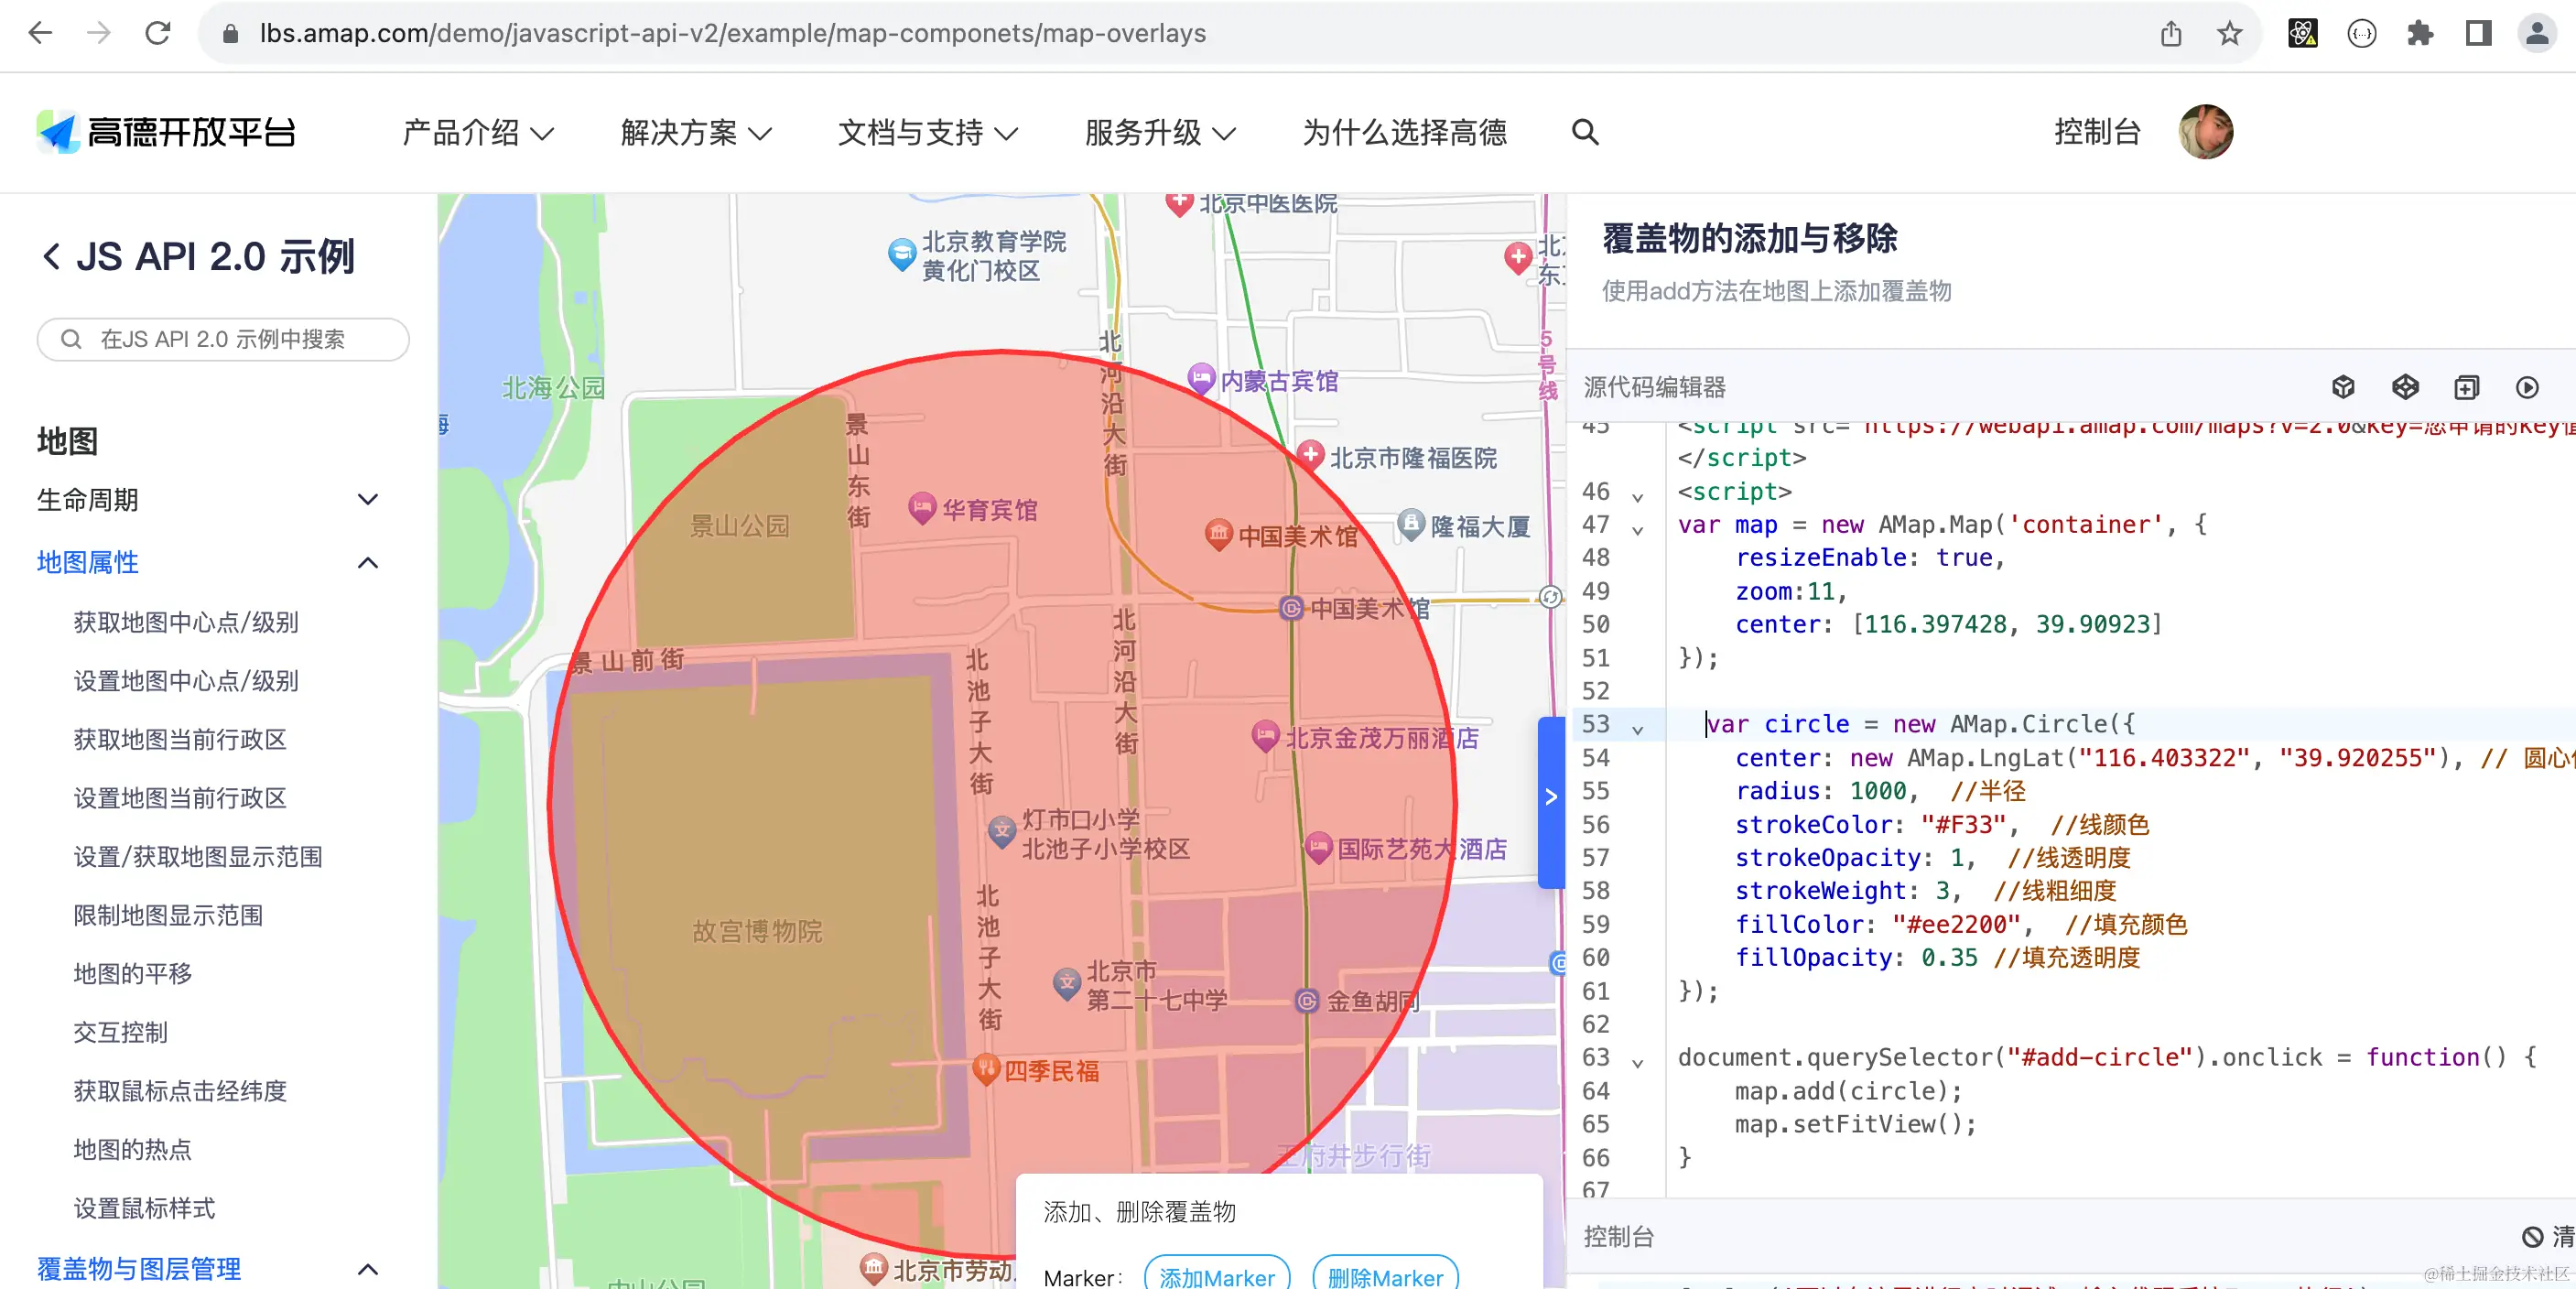 lbs.amap.com/demo/javascript-api-v2/example/map-componets/map-overlays
高德开放平台
产品介绍
解决方案
文档与支持
服务升级
为什么选择高德
控制台
JS API 2.0 示例
在JS API 2.0 示例中搜索
地图
生命周期
地图属性
获取地图中心点/级别
设置地图中心点/级别
获取地图当前行政区
设置地图当前行政区
设置/获取地图显示范围
限制地图显示范围
地图的平移
交互控制
获取鼠标点击经纬度
地图的热点
设置鼠标样式
覆盖物与图层管理
北京中医医院
北京教育学院
黄化门校区
北海公园
北河沿大街
内蒙古宾馆
5号线
景山东街
北京市隆福医院
华育宾馆
景山公园
中国美术馆
隆福大厦
中国美术馆
景山前街
北池子大街
北河沿大街
北京金茂万丽酒店
灯市口小学
北池子小学校区
国际艺苑大酒店
故宫博物院
北池子大街
北京市
第二十七中学
金鱼胡同
四季民福
王府井步行街
北京市劳动
添加、删除覆盖物
Marker:
添加Marker
删除Marker
覆盖物的添加与移除
使用add方法在地图上添加覆盖物
源代码编辑器
45 <script src="https://webapi.amap.com/maps?v=2.0&key=您申请的key值
</script>
46 <script>
47 var map = new AMap.Map('container', {
48 resizeEnable: true,
49 zoom:11,
50 center: [116.397428, 39.90923]
51 });
52
53 var circle = new AMap.Circle({
54 center: new AMap.LngLat("116.403322", "39.920255"), // 圆心
55 radius: 1000,  //半径
56 strokeColor: "#F33",  //线颜色
57 strokeOpacity: 1,  //线透明度
58 strokeWeight: 3,  //线粗细度
59 fillColor: "#ee2200",  //填充颜色
60 fillOpacity: 0.35 //填充透明度
61 });
62
63 document.querySelector("#add-circle").onclick = function() {
64 map.add(circle);
65 map.setFitView();
66 }
67
控制台
清
@稀土掘金技术社区